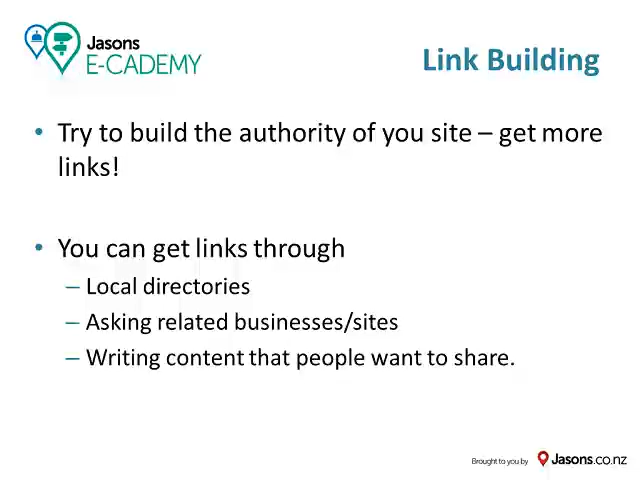 Jasons
E-CADEMY
Link Building
• Try to build the authority of you site – get more
links!
• You can get links through
– Local directories
– Asking related businesses/sites
– Writing content that people want to share.
Brought to you by Jasons.co.nz